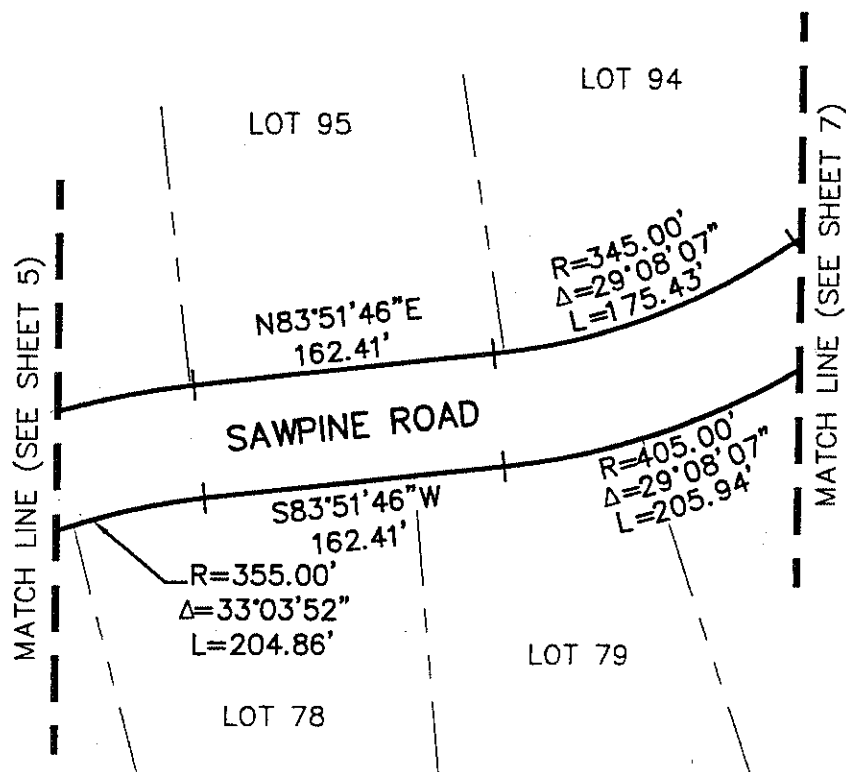 LOT 94
LOT 95
MATCH LINE (SEE SHEET 7)
MATCH LINE (SEE SHEET 5)
R=345.00'
Δ=29°08'07"
L=175.43'
N83°51'46"E
162.41'
SAWPINE ROAD
R=405.00'
Δ=29°08'07"
L=205.94'
S83°51'46"W
162.41'
R=355.00'
Δ=33°03'52"
L=204.86'
LOT 79
LOT 78